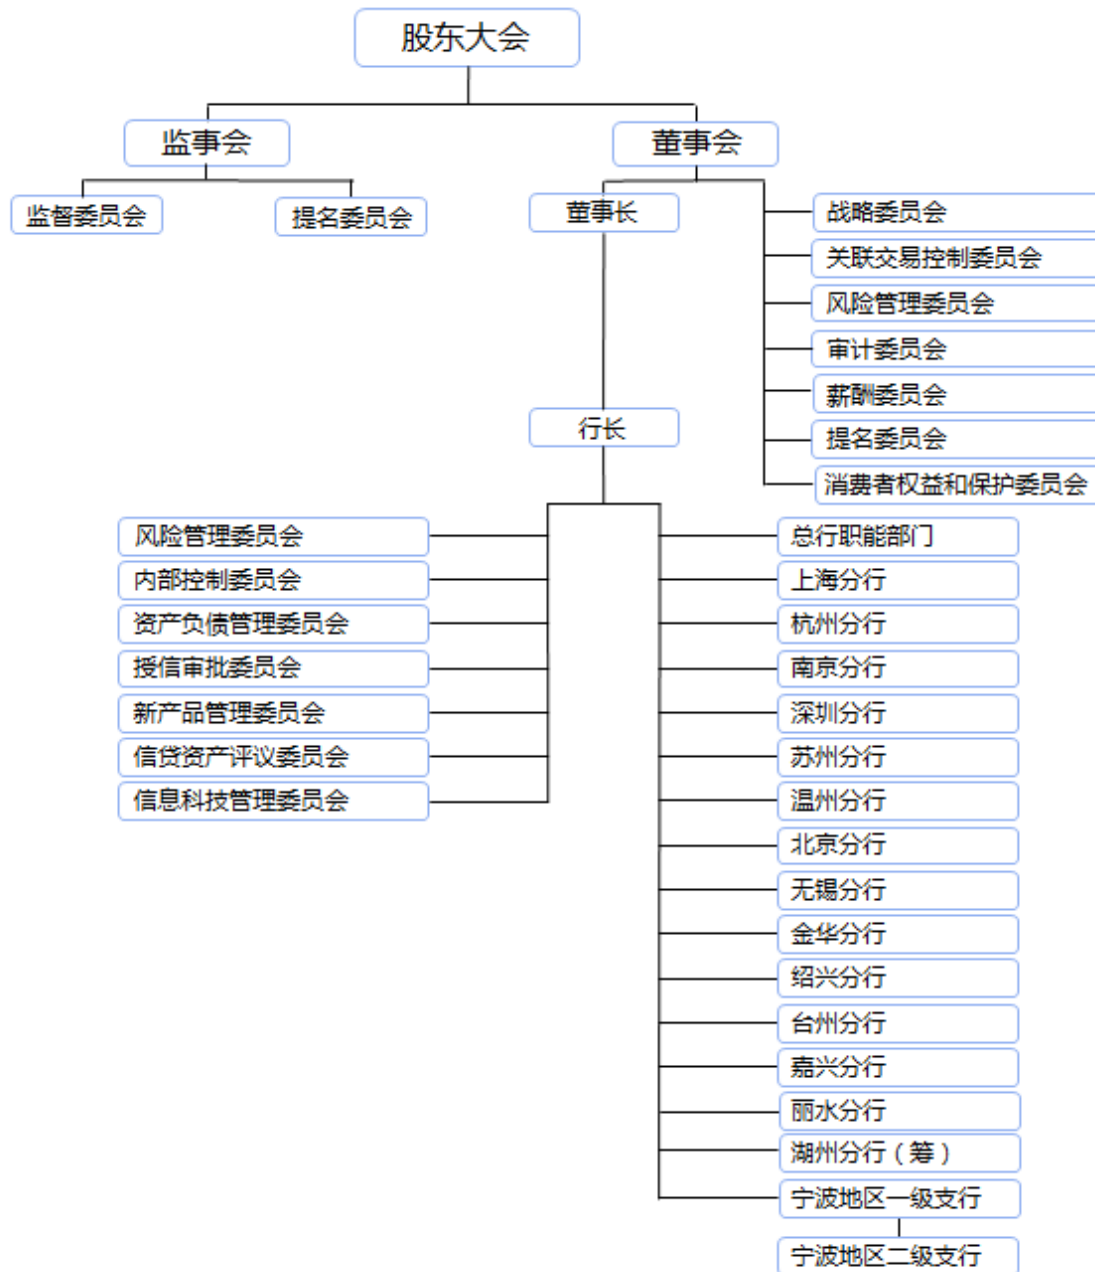 股东大会
监事会
董事会
监督委员会
提名委员会
董事长
战略委员会
关联交易控制委员会
风险管理委员会
审计委员会
薪酬委员会
提名委员会
消费者权益和保护委员会
行长
风险管理委员会
内部控制委员会
资产负债管理委员会
授信审批委员会
新产品管理委员会
信贷资产评议委员会
信息科技管理委员会
总行职能部门
上海分行
杭州分行
南京分行
深圳分行
苏州分行
温州分行
北京分行
无锡分行
金华分行
绍兴分行
台州分行
嘉兴分行
丽水分行
湖州分行（筹）
宁波地区一级支行
宁波地区二级支行